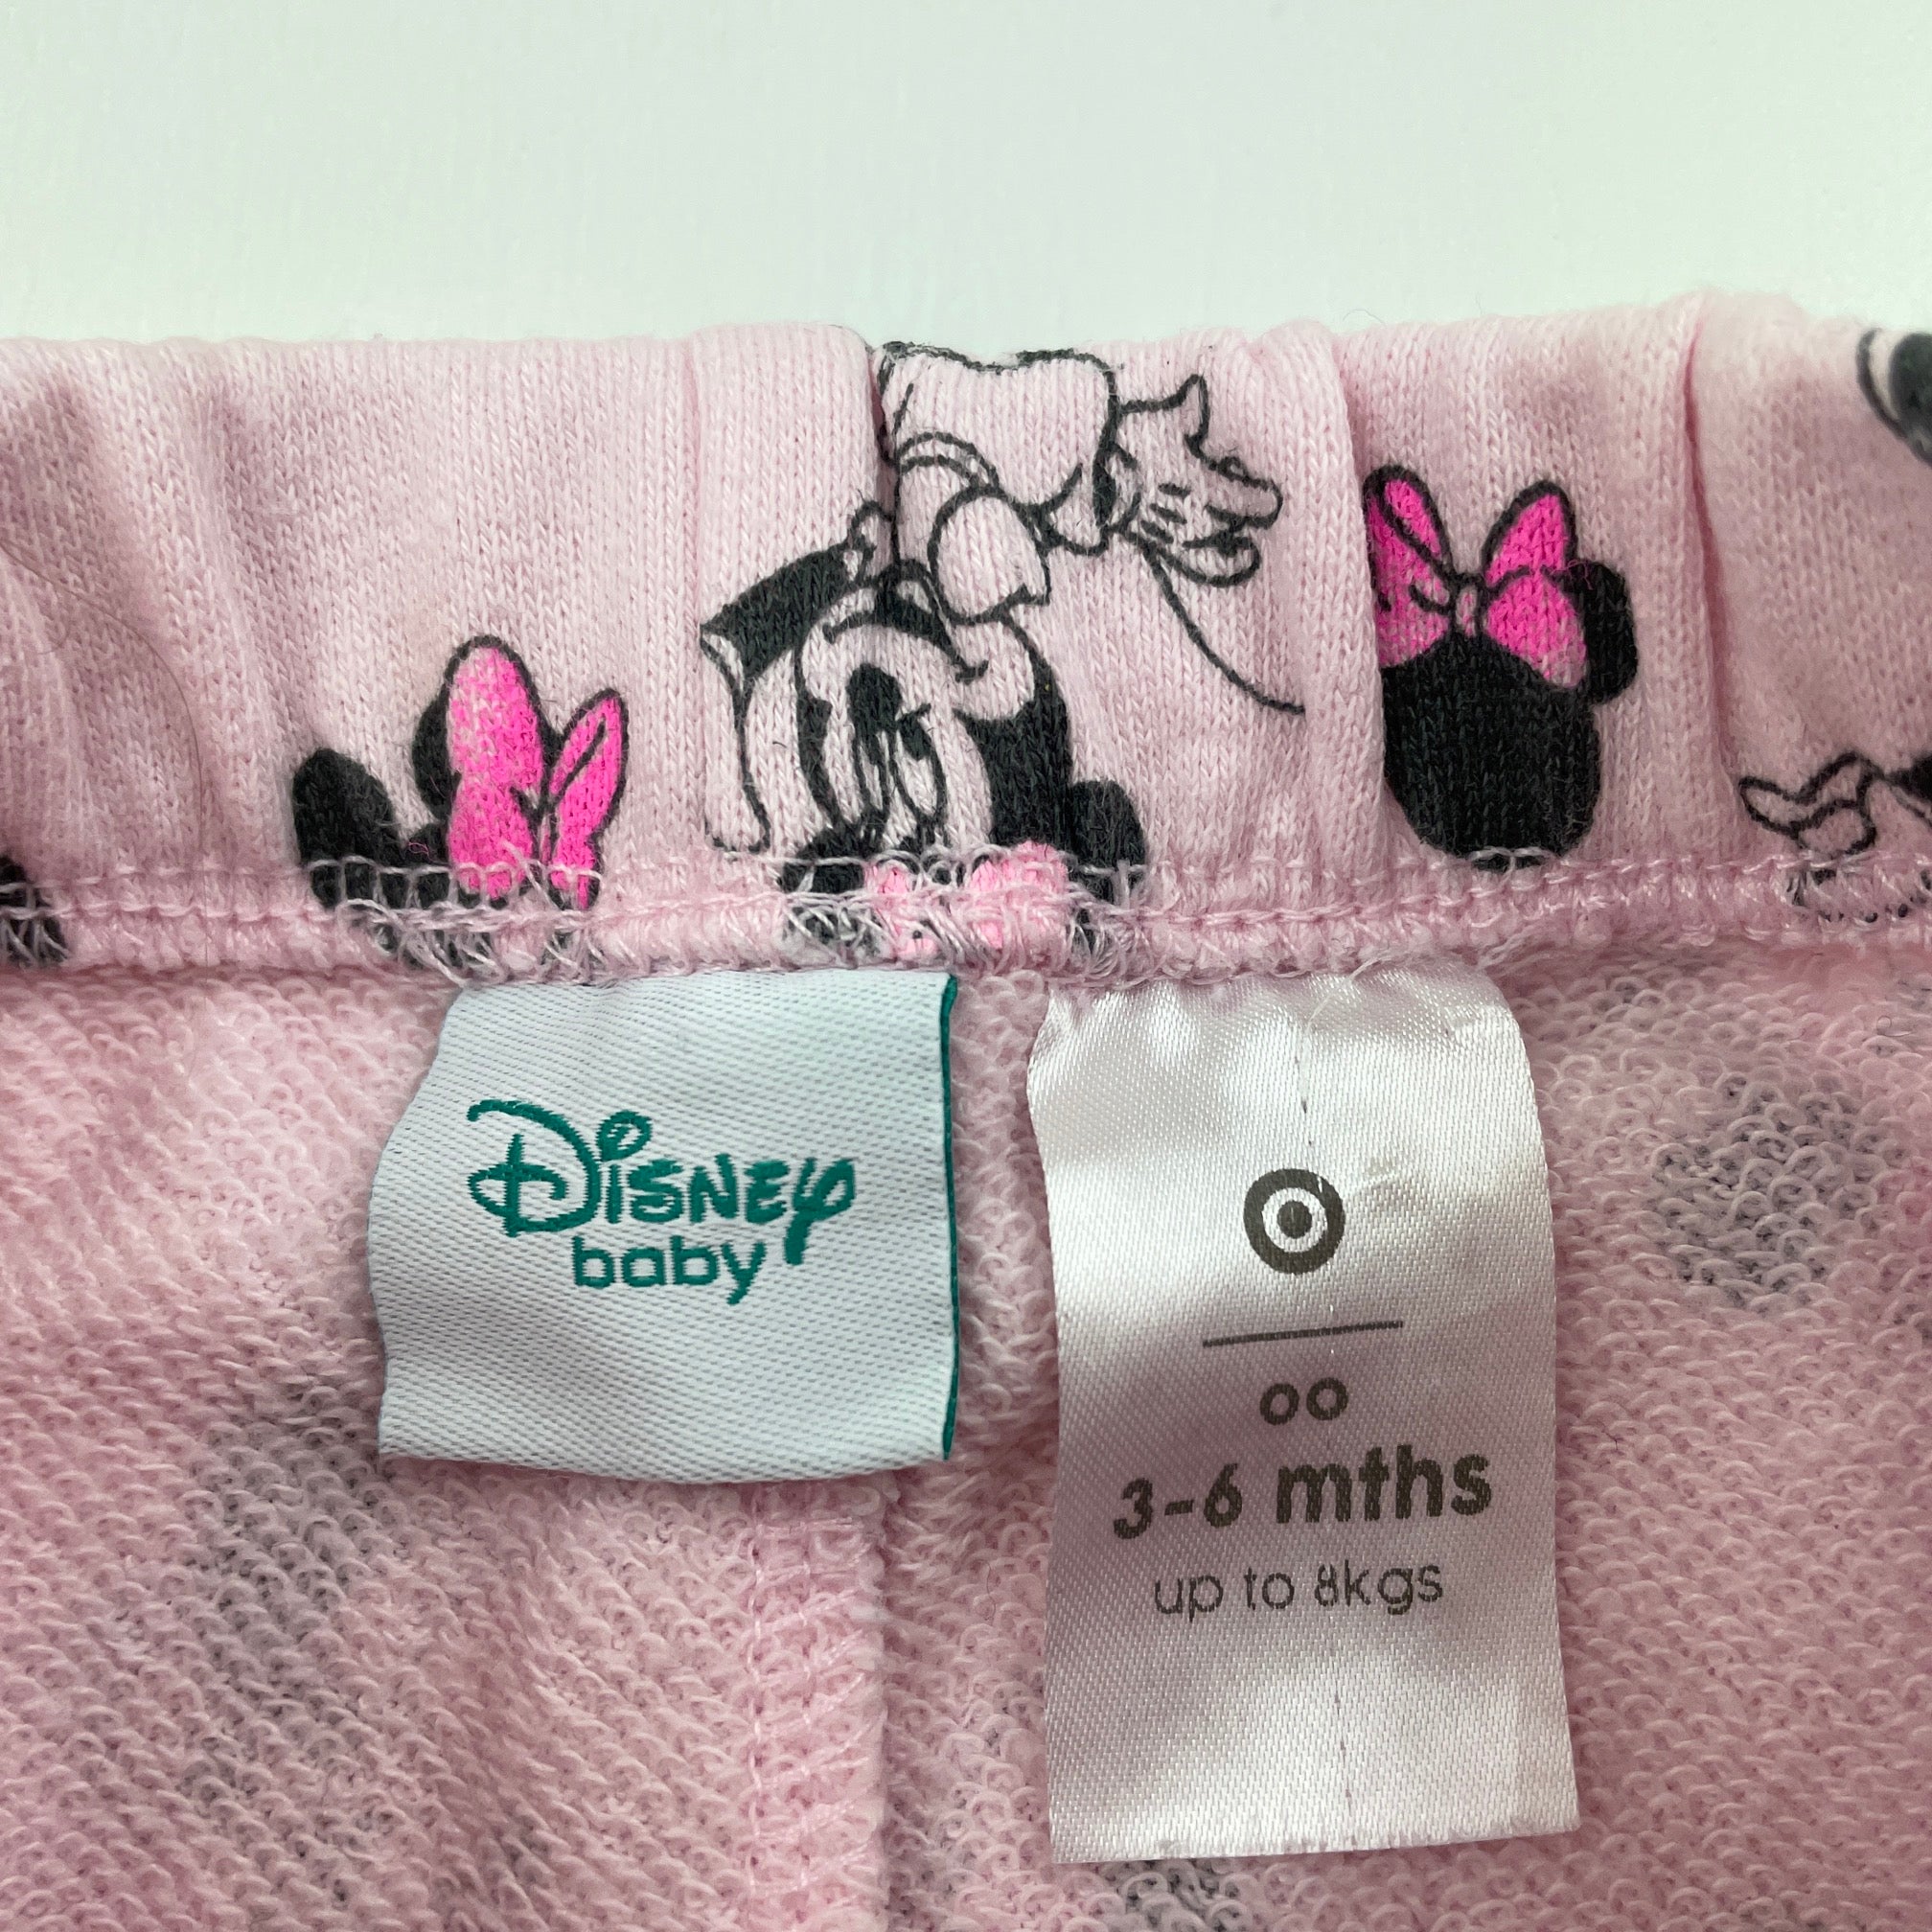 Disney
baby
00
3-6 mths
up to 8kgs